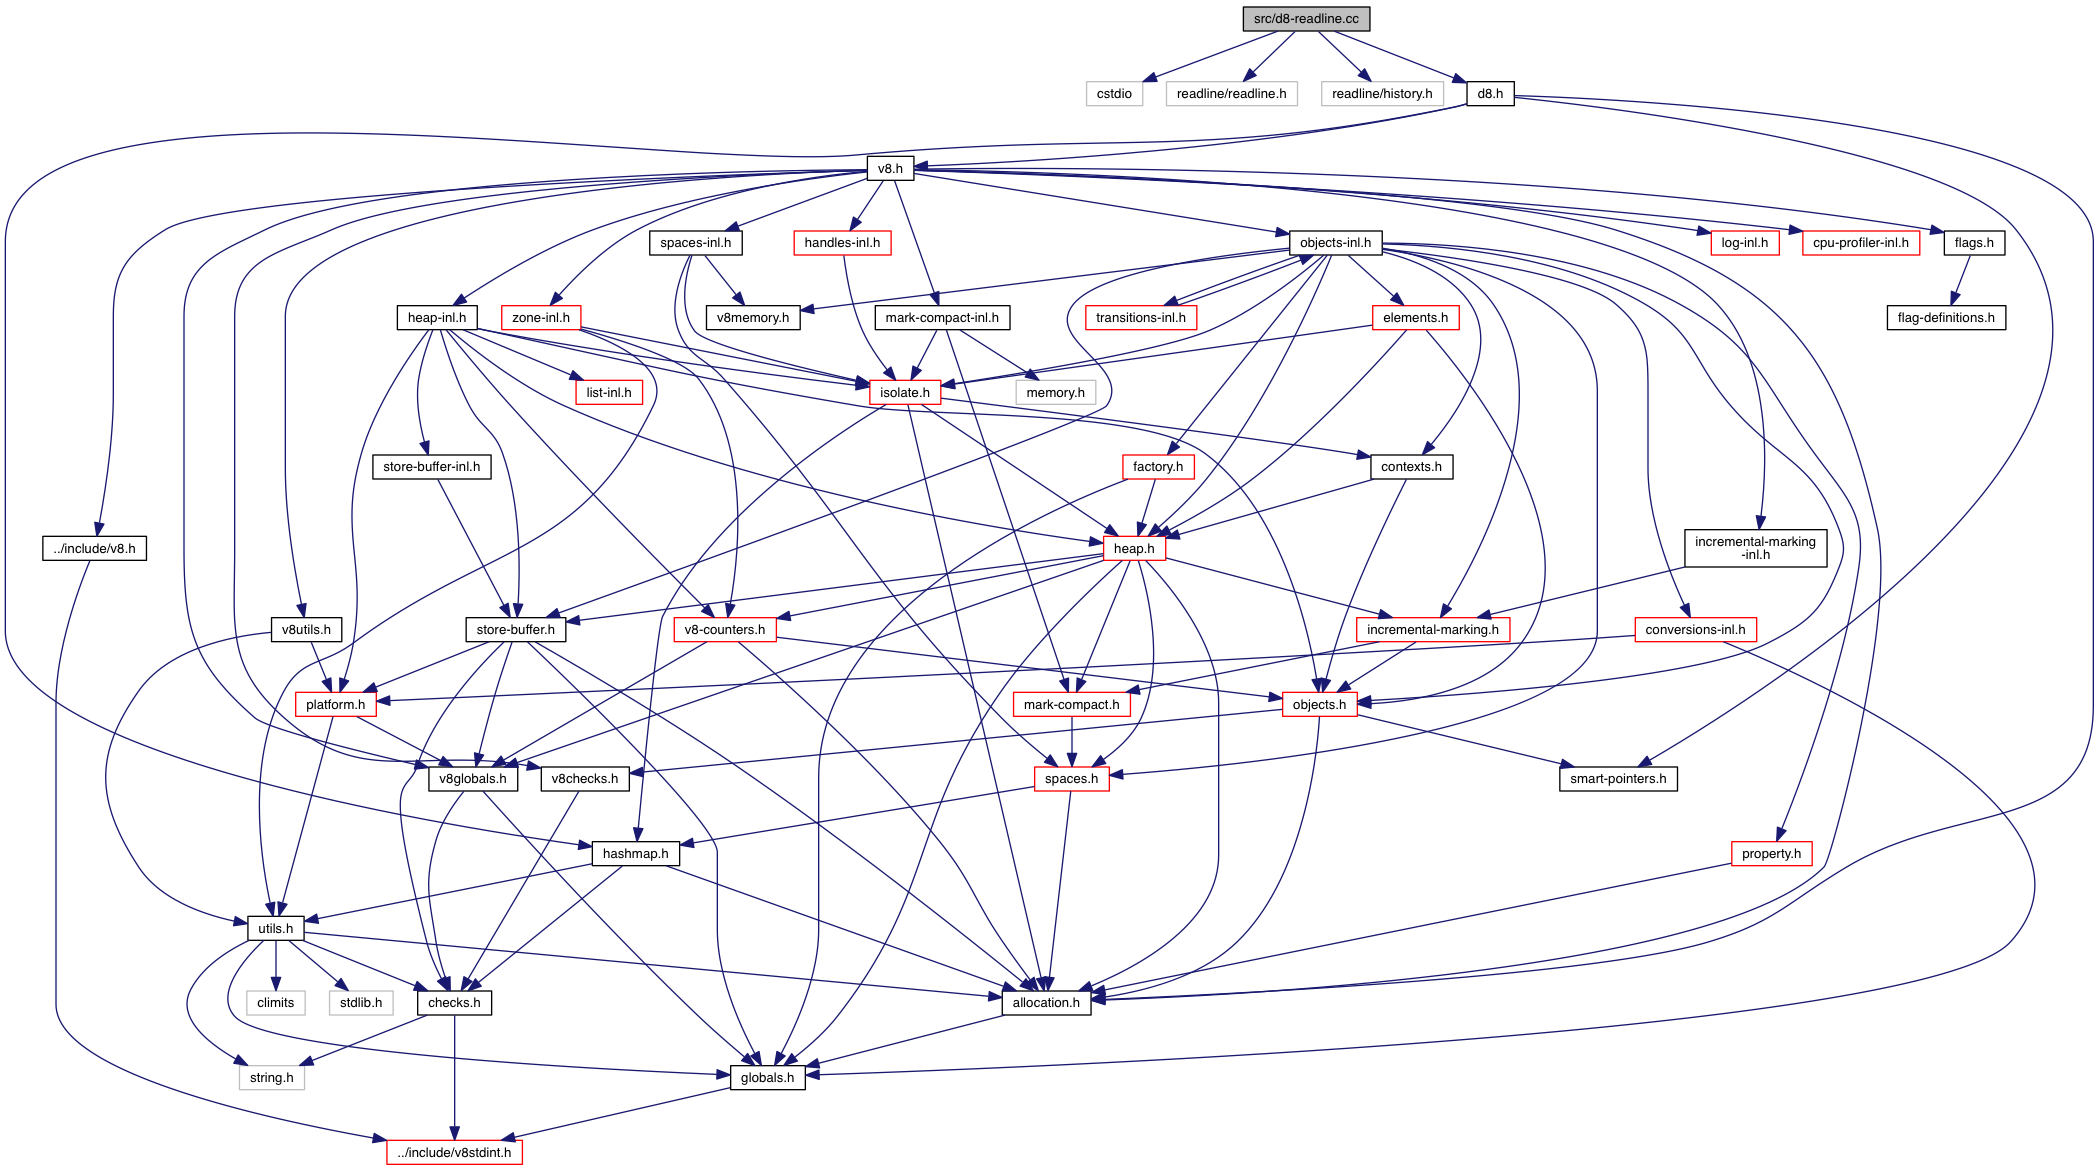 src/d8-readline.cc
cstdio
readline/readline.h
readline/history.h
d8.h
v8.h
spaces-inl.h
handles-inl.h
objects-inl.h
log-inl.h
cpu-profiler-inl.h
flags.h
heap-inl.h
zone-inl.h
v8memory.h
mark-compact-inl.h
transitions-inl.h
elements.h
flag-definitions.h
list-inl.h
isolate.h
memory.h
store-buffer-inl.h
factory.h
contexts.h
../include/v8.h
heap.h
incremental-marking
-inl.h
v8utils.h
store-buffer.h
v8-counters.h
incremental-marking.h
conversions-inl.h
platform.h
mark-compact.h
objects.h
v8globals.h
v8checks.h
spaces.h
smart-pointers.h
hashmap.h
property.h
utils.h
climits
stdlib.h
checks.h
allocation.h
string.h
globals.h
../include/v8stdint.h